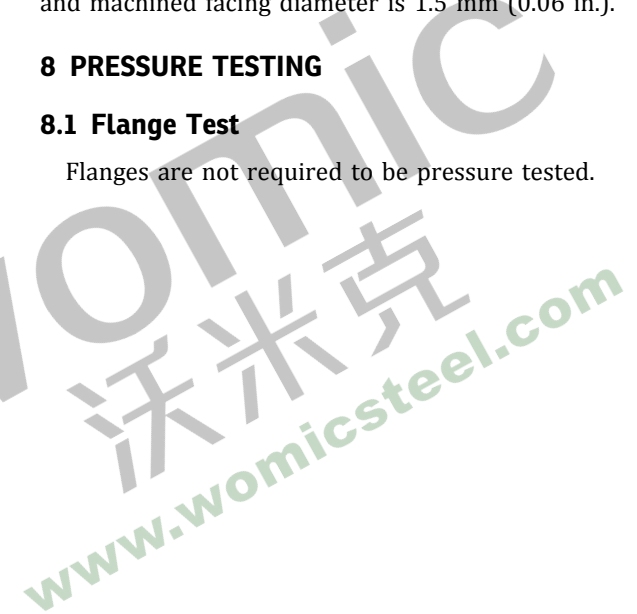 and machined facing diameter is 1.5 mm (0.06 in.).
8 PRESSURE TESTING
8.1 Flange Test
Flanges are not required to be pressure tested.
womic
沃米克
www.womicsteel.com